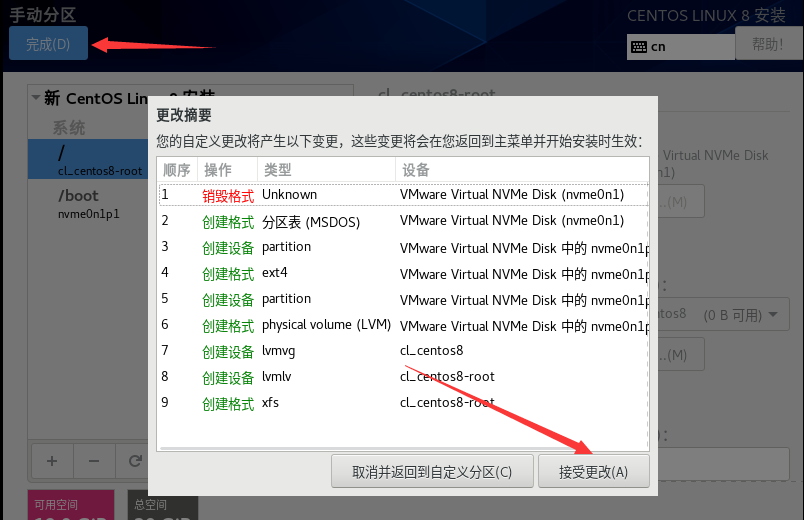 手动分区
CENTOS LINUX 8 安装
完成(D)
cn
帮助!
新 CentOS Linux 8 安装
cl_centos8-root
系统
/
cl_centos8-root
/boot
nvme0n1p1
更改摘要
您的自定义更改将产生以下变更，这些变更将会在您返回到主菜单并开始安装时生效：
顺序 操作 类型 设备
1 销毁格式 Unknown VMware Virtual NVMe Disk (nvme0n1)
2 创建格式 分区表 (MSDOS) VMware Virtual NVMe Disk (nvme0n1)
3 创建设备 partition VMware Virtual NVMe Disk 中的 nvme0n1p
4 创建格式 ext4 VMware Virtual NVMe Disk 中的 nvme0n1p
5 创建设备 partition VMware Virtual NVMe Disk 中的 nvme0n1p
6 创建格式 physical volume (LVM) VMware Virtual NVMe Disk 中的 nvme0n1p
7 创建设备 lvmvg cl_centos8
8 创建设备 lvmlv cl_centos8-root
9 创建格式 xfs cl_centos8-root
取消并返回到自定义分区(C)
接受更改(A)
Virtual NVMe Disk
...(M)
):
tos8 (0 B 可用)
...(M)
):
可用空间
总空间